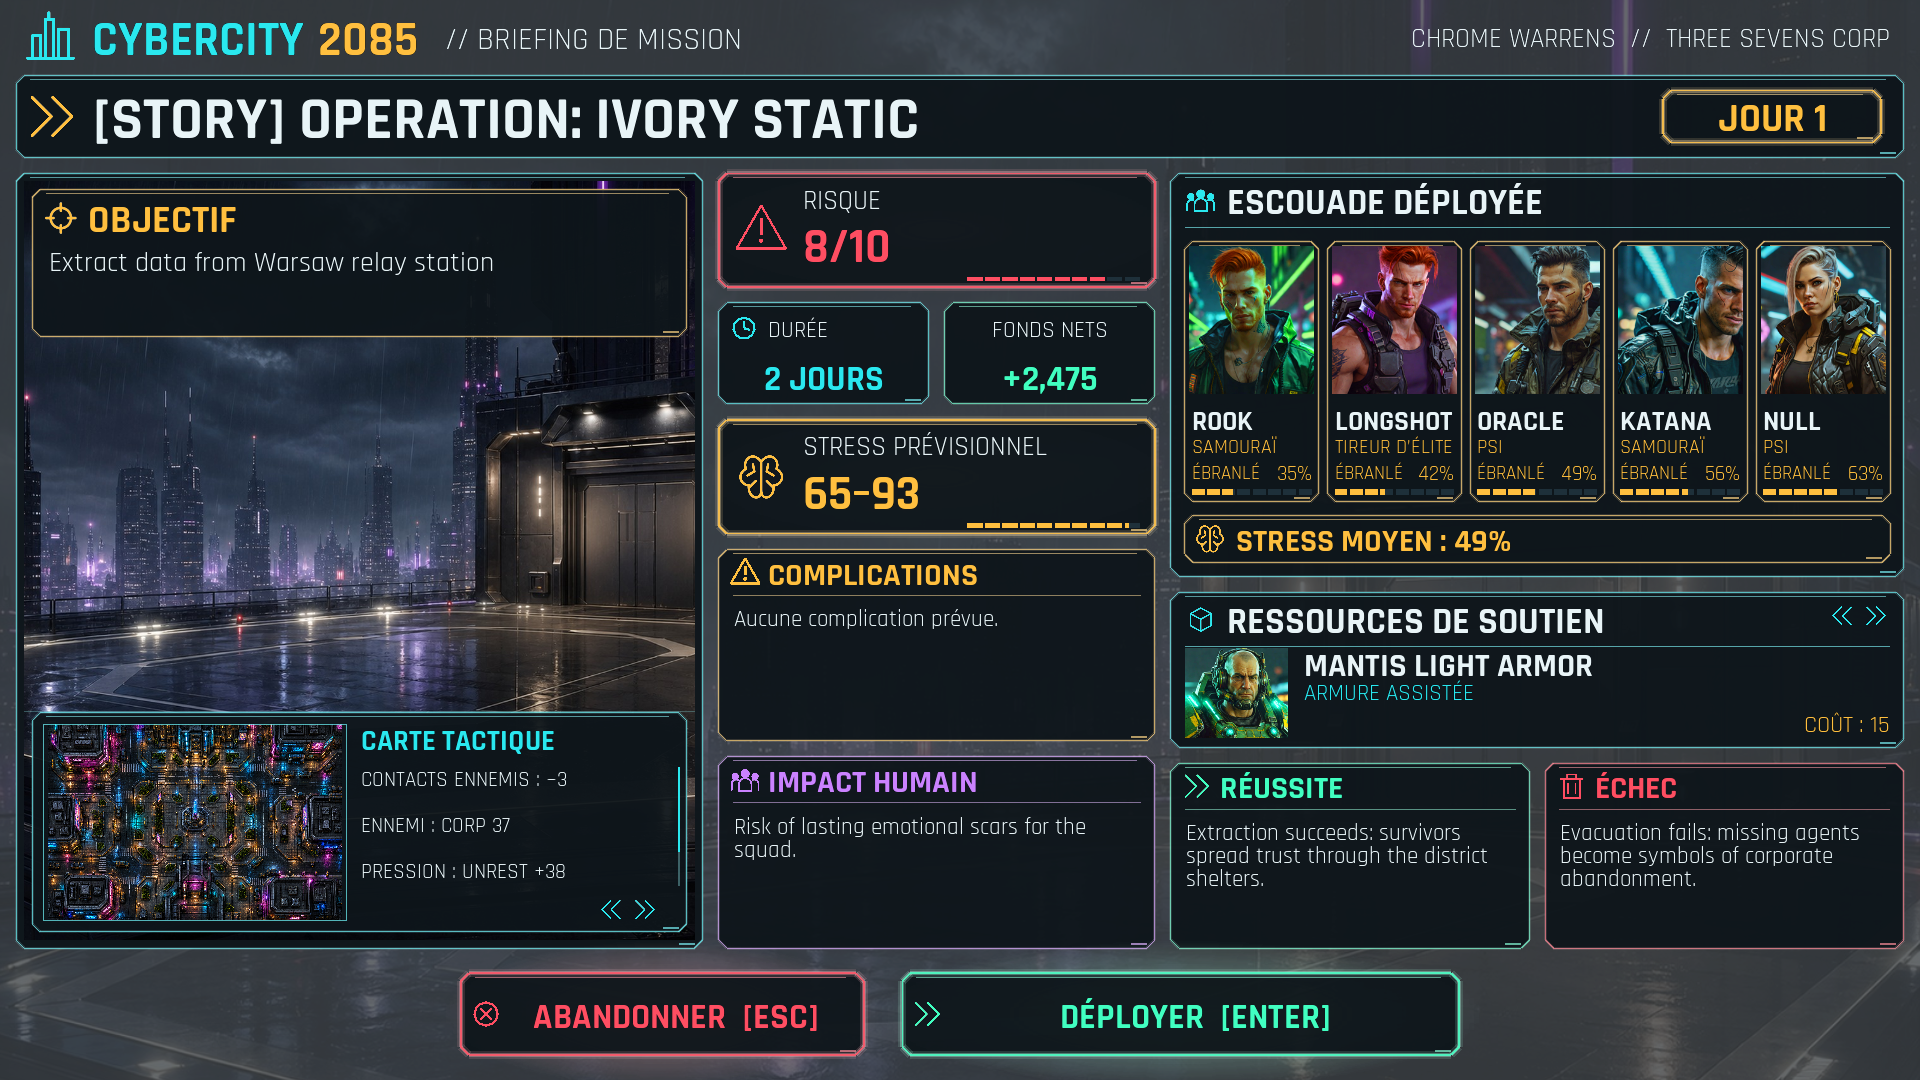 CYBERCITY 2085 // BRIEFING DE MISSION
CHROME WARRENS // THREE SEVENS CORP
[STORY] OPERATION: IVORY STATIC
JOUR 1
OBJECTIF
Extract data from Warsaw relay station
CARTE TACTIQUE
CONTACTS ENNEMIS : ~3
ENNEMI : CORP 37
PRESSION : UNREST +38
RISQUE
8/10
DURÉE
2 JOURS
FONDS NETS
+2,475
STRESS PRÉVISIONNEL
65–93
COMPLICATIONS
Aucune complication prévue.
IMPACT HUMAIN
Risk of lasting emotional scars for the
squad.
ESCOUADE DÉPLOYÉE
ROOK
SAMOURAÏ
ÉBRANLÉ 35%
LONGSHOT
TIREUR D'ÉLITE
ÉBRANLÉ 42%
ORACLE
PSI
ÉBRANLÉ 49%
KATANA
SAMOURAÏ
ÉBRANLÉ 56%
NULL
PSI
ÉBRANLÉ 63%
STRESS MOYEN : 49%
RESSOURCES DE SOUTIEN
MANTIS LIGHT ARMOR
ARMURE ASSISTÉE
COÛT : 15
RÉUSSITE
Extraction succeeds: survivors
spread trust through the district
shelters.
ÉCHEC
Evacuation fails: missing agents
become symbols of corporate
abandonment.
ABANDONNER [ESC]
DÉPLOYER [ENTER]